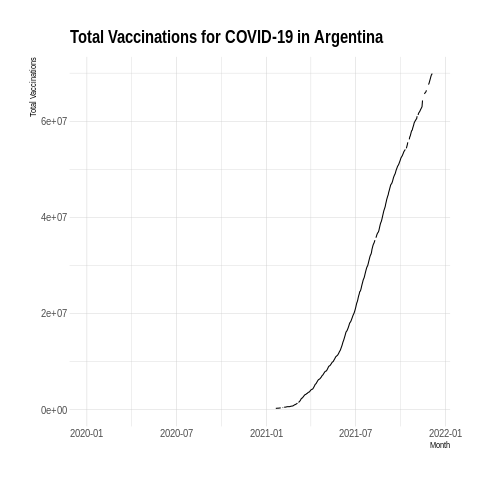 Total Vaccinations for COVID-19 in Argentina
Total Vaccinations
6e+07
4e+07
2e+07
0e+00
2020-01 2020-07 2021-01 2021-07 2022-01
Month